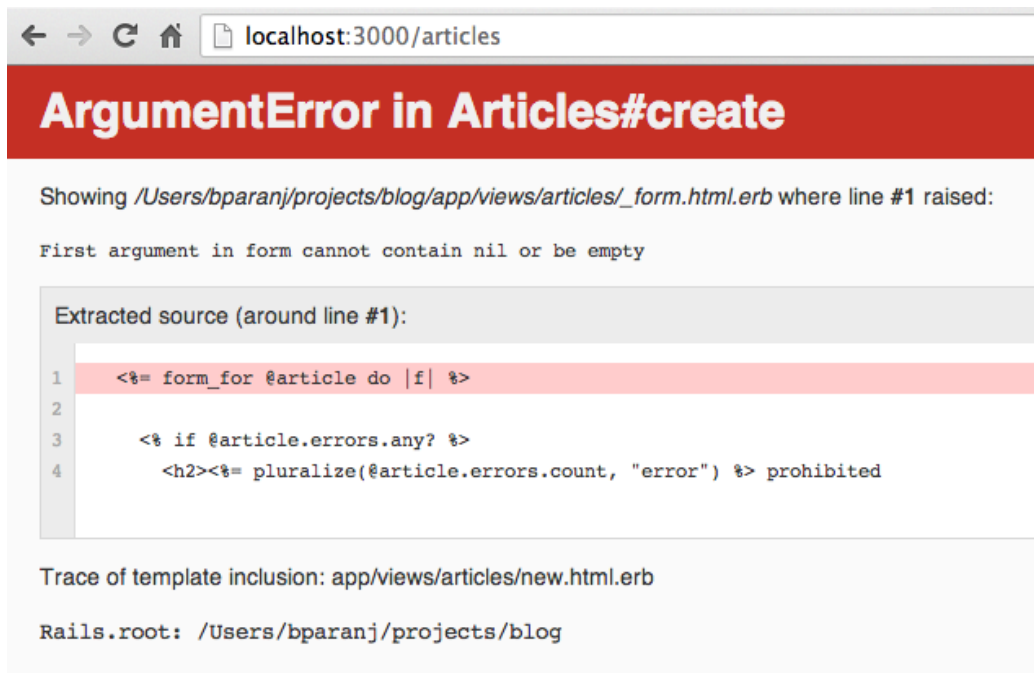 localhost:3000/articles
ArgumentError in Articles#create
Showing /Users/bparanj/projects/blog/app/views/articles/_form.html.erb where line #1 raised:
First argument in form cannot contain nil or be empty
Extracted source (around line #1):
1 <%= form_for @article do |f| %>
2
3 <% if @article.errors.any? %>
4 <h2><%= pluralize(@article.errors.count, "error") %> prohibited
Trace of template inclusion: app/views/articles/new.html.erb
Rails.root: /Users/bparanj/projects/blog